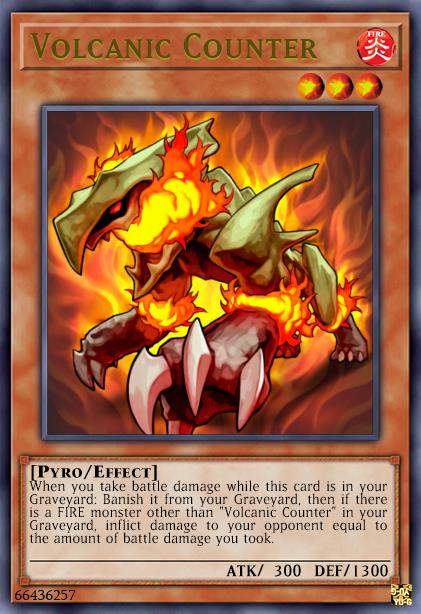 Volcanic Counter
FIRE
炎
[Pyro/Effect]
When you take battle damage while this card is in your
Graveyard: Banish it from your Graveyard, then if there
is a FIRE monster other than "Volcanic Counter" in your
Graveyard, inflict damage to your opponent equal to
the amount of battle damage you took.
ATK/ 300 DEF/1300
66436257